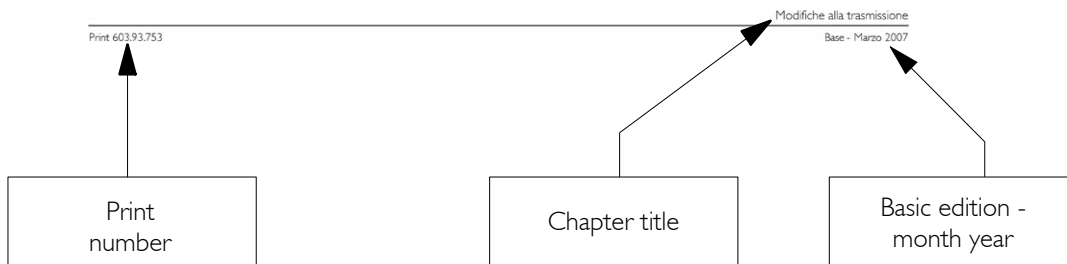 Modifiche alla trasmissione
Print 603.93.753
Base - Marzo 2007
Print
number
Chapter title
Basic edition -
month year